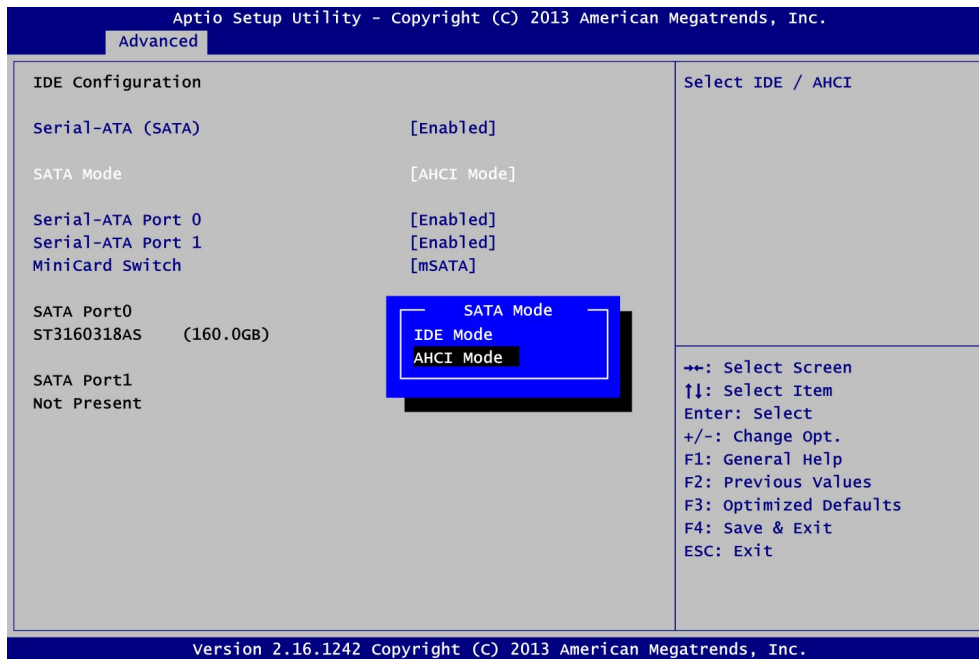 Aptio Setup Utility – Copyright (C) 2013 American Megatrends, Inc.
Advanced
IDE Configuration
Serial-ATA (SATA) [Enabled]
SATA Mode [AHCI Mode]
Serial-ATA Port 0 [Enabled]
Serial-ATA Port 1 [Enabled]
MiniCard Switch [mSATA]
SATA Port0
ST3160318AS (160.0GB)
SATA Port1
Not Present
SATA Mode
IDE Mode
AHCI Mode
Select IDE / AHCI
→←: Select Screen
↑↓: Select Item
Enter: Select
+/-: Change Opt.
F1: General Help
F2: Previous Values
F3: Optimized Defaults
F4: Save & Exit
ESC: Exit
Version 2.16.1242 Copyright (C) 2013 American Megatrends, Inc.